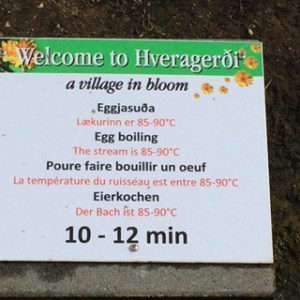 Welcome to Hveragerði
a village in bloom
Eggjasuða
Lækurinn er 85-90°C
Egg boiling
The stream is 85-90°C
Poure faire bouillir un oeuf
La température du ruisseau est entre 85-90°C
Eierkochen
Der Bach ist 85-90°C
10 - 12 min